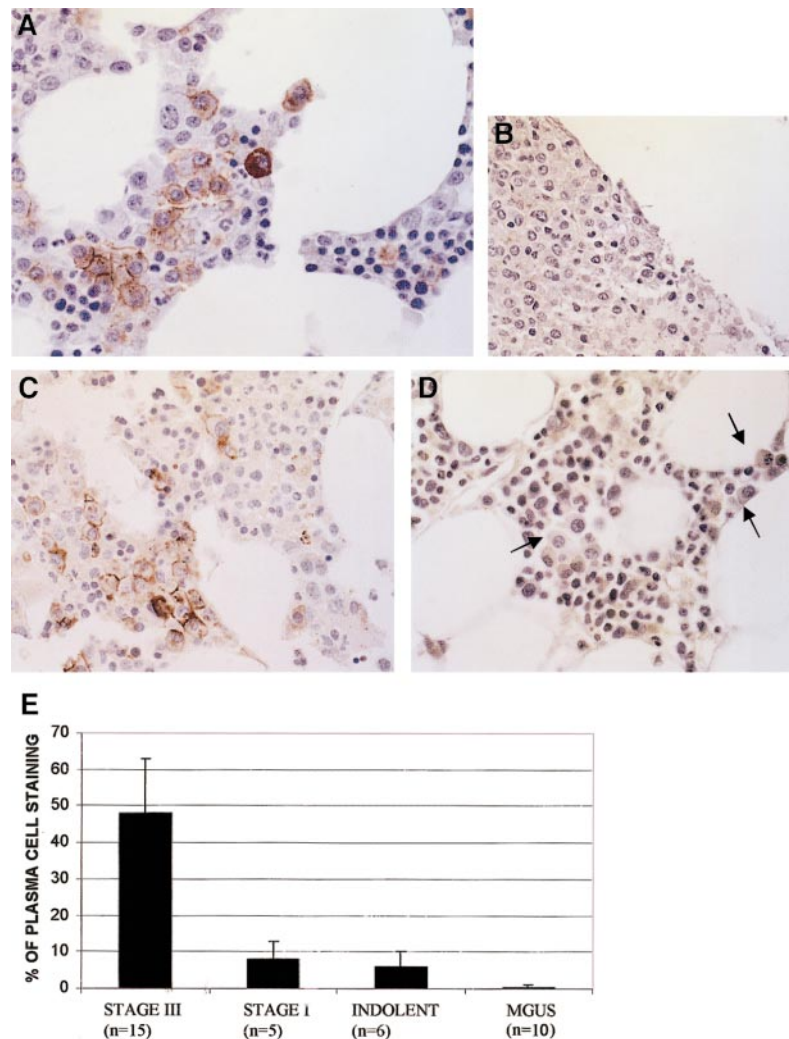 A
B
C
D
E
% OF PLASMA CELL STAINING
70
60
50
40
30
20
10
0
STAGE III
(n=15)
STAGE I
(n=5)
INDOLENT
(n=6)
MGUS
(n=10)